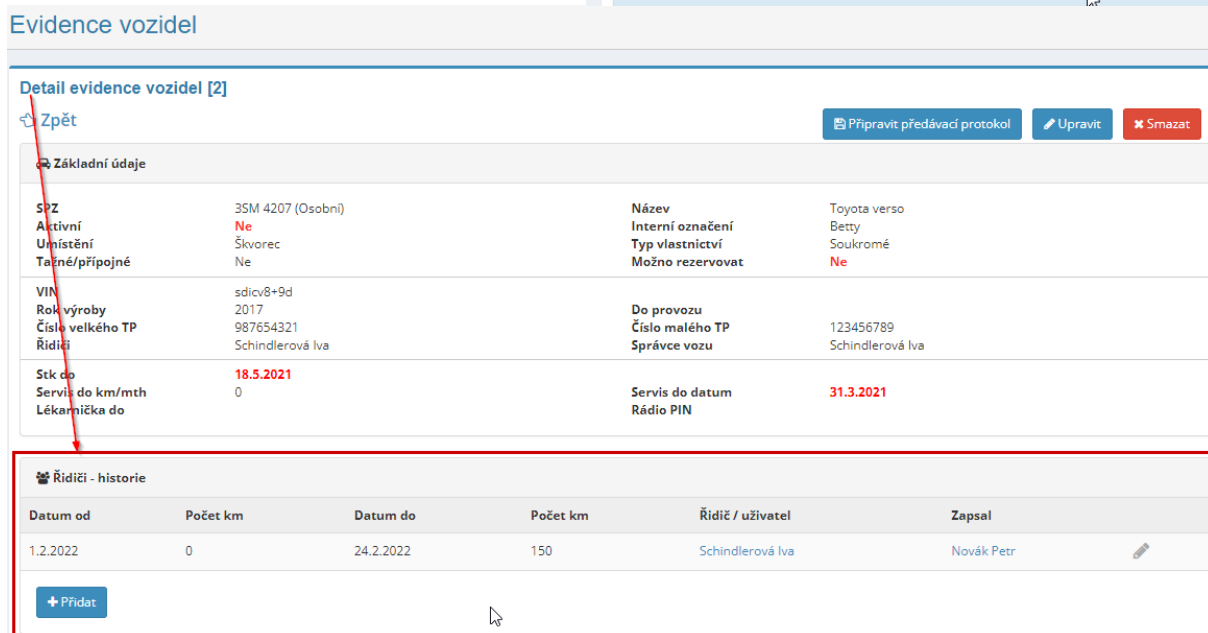 Evidence vozidel
Detail evidence vozidel [2]
Zpět
Připravit předávací protokol Upravit Smazat
Základní údaje
SPZ 3SM 4207 (Osobní) Název Toyota verso
Aktivní Ne Interní označení Betty
Umístění Škvorec Typ vlastnictví Soukromé
Tažné/přípojné Ne Možno rezervovat Ne
VIN sdicv8+9d
Rok výroby 2017 Do provozu
Číslo velkého TP 987654321 Číslo malého TP 123456789
Řidiči Schindlerová Iva Správce vozu Schindlerová Iva
Stk do 18.5.2021
Servis do km/mth 0 Servis do datum 31.3.2021
Lékarnička do Rádio PIN
Řidiči - historie
Datum od Počet km Datum do Počet km Řidič / uživatel Zapsal
1.2.2022 0 24.2.2022 150 Schindlerová Iva Novák Petr
Přidat